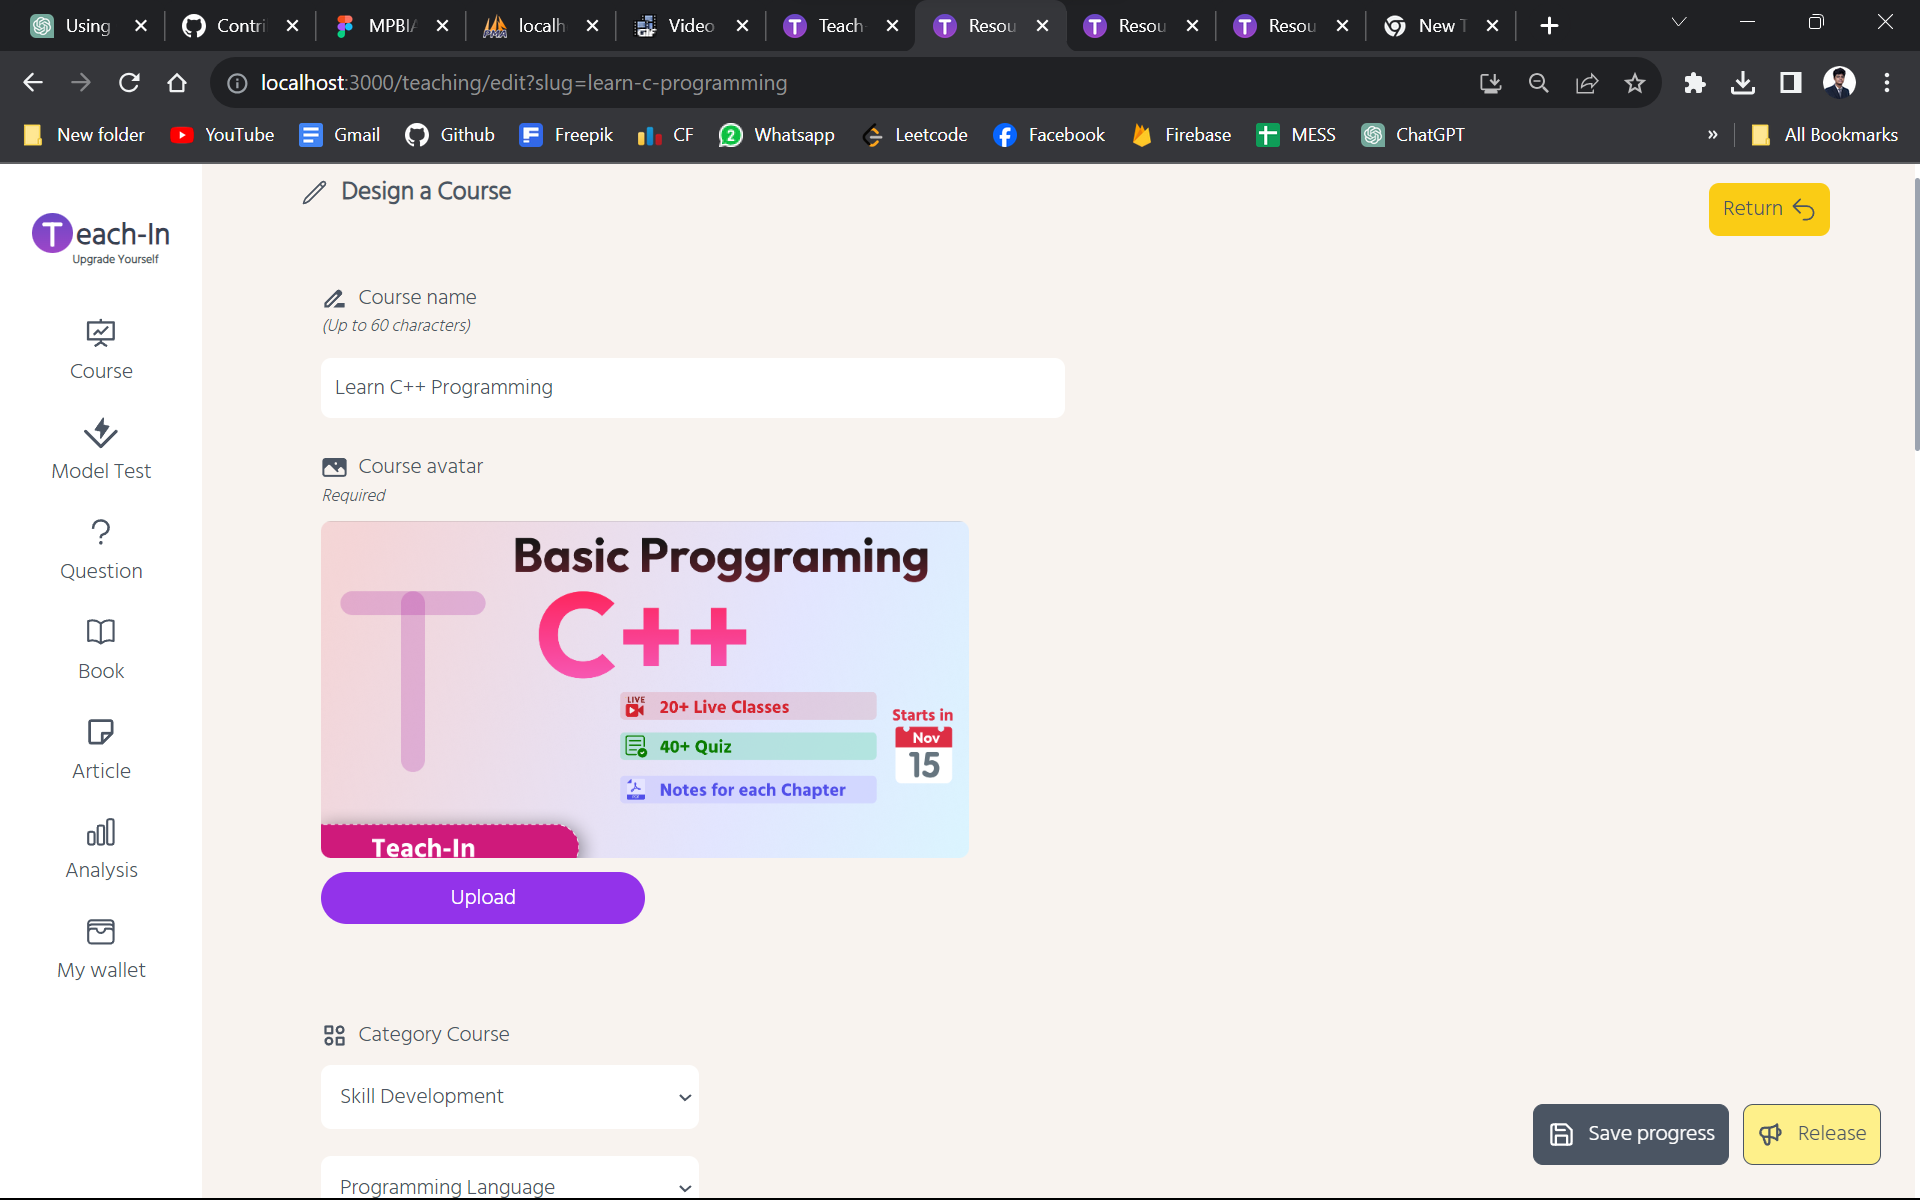 Using
Contri
MPBIA
localh
Video
Teach-
Resou
Resou
Resou
New T
localhost:3000/teaching/edit?slug=learn-c-programming
New folder
YouTube
Gmail
Github
Freepik
CF
2
Whatsapp
Leetcode
Facebook
Firebase
MESS
ChatGPT
»
All Bookmarks
Teach-In
Upgrade Yourself
Course
Model Test
Question
Book
Article
Analysis
My wallet
Design a Course
Return
Course name
(Up to 60 characters)
Learn C++ Programming
Course avatar
Required
Basic Proggraming
C++
T
LIVE
20+ Live Classes
40+ Quiz
Notes for each Chapter
Starts in
Nov
15
Teach-In
Upload
Category Course
Skill Development
Programming Language
Save progress
Release